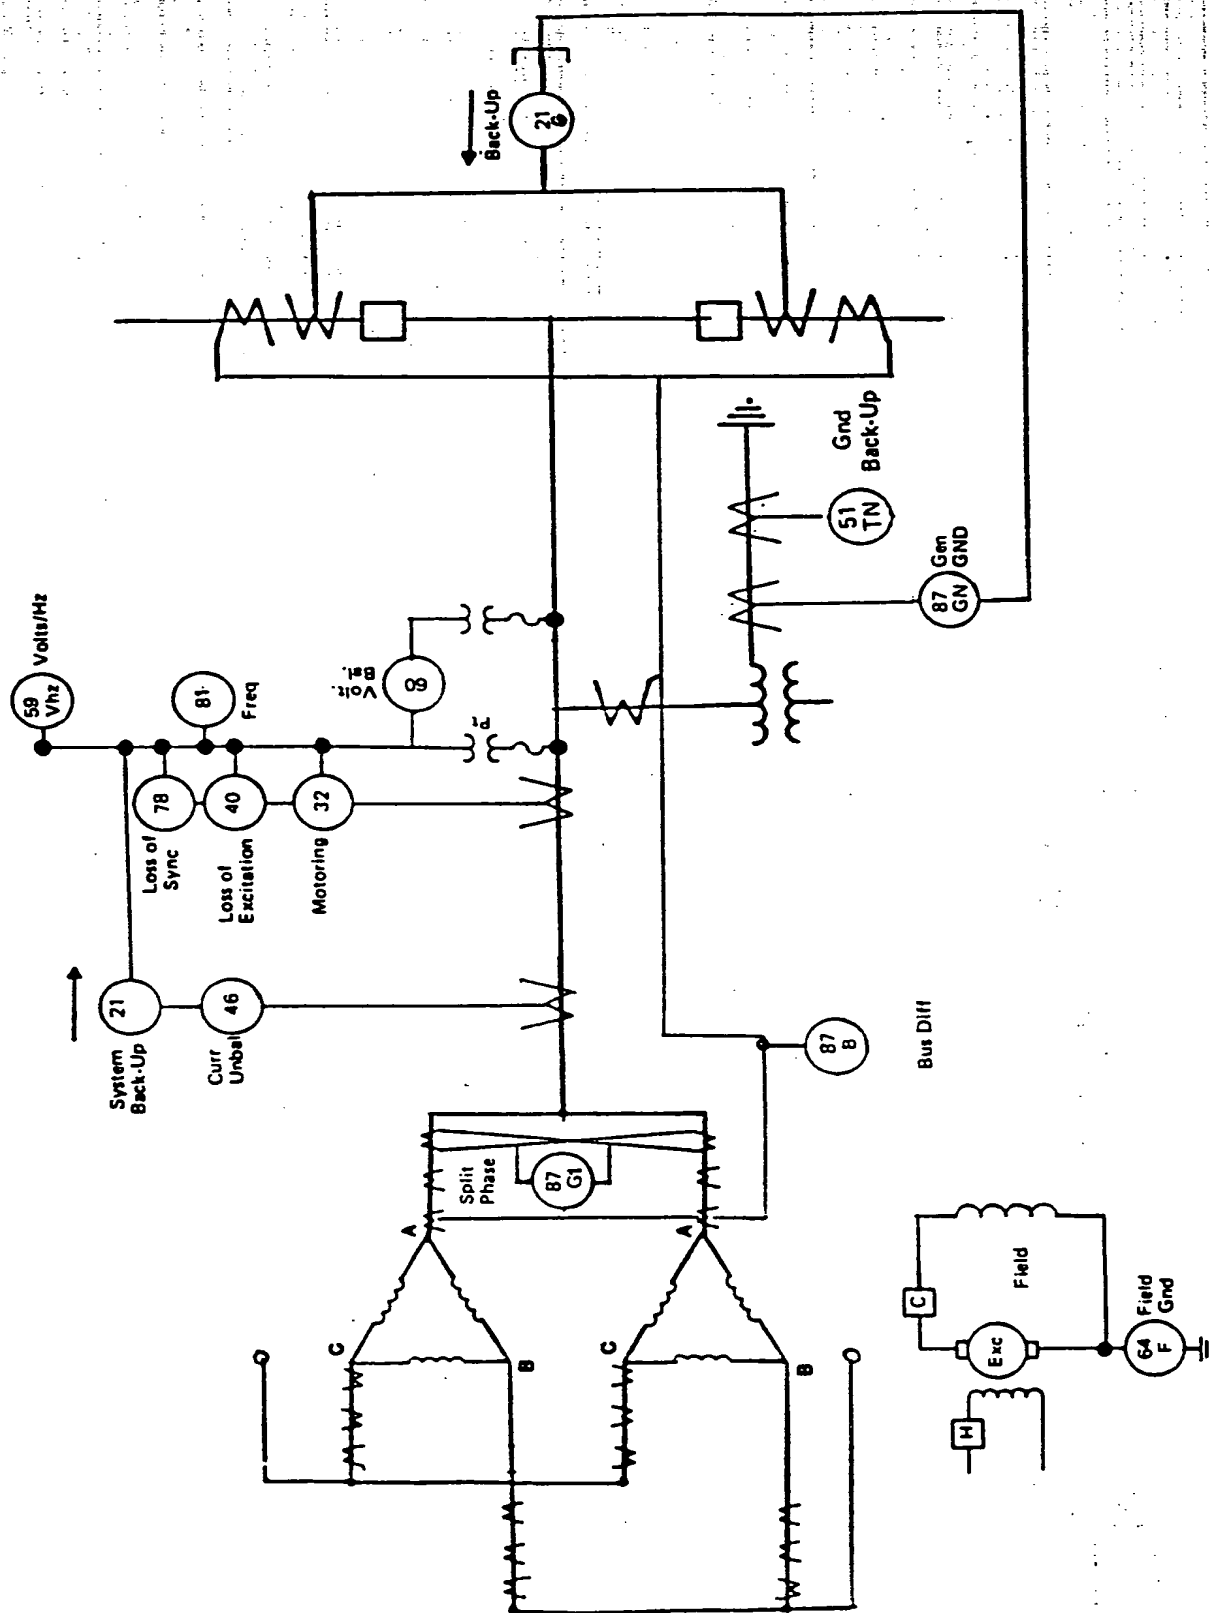 21
G
Back-Up
Volts/Hz
59
Vhz
81
Freq
Volt.
Bal.
60
Pt
78
Loss of
Sync
40
Loss of
Excitation
32
Motoring
21
System
Back-Up
46
Curr
Unbal
Gnd
Back-Up
51
TN
Gen
GND
87
GN
87
B
Bus Diff
Split
Phase
87
G1
A
A
C
B
C
B
C
Field
Exc
H
64
F
Field
Gnd